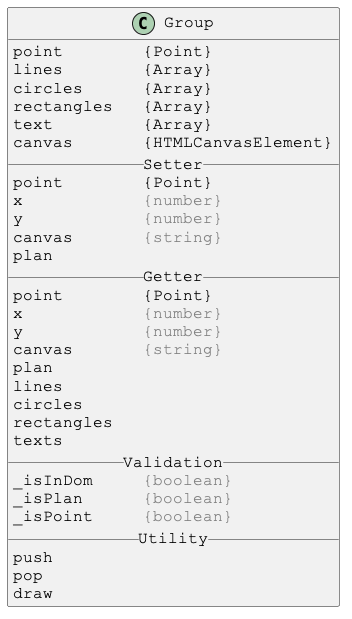 C Group
point {Point}
lines {Array}
circles {Array}
rectangles {Array}
text {Array}
canvas {HTMLCanvasElement}
Setter
point {Point}
x {number}
y {number}
canvas {string}
plan
Getter
point {Point}
x {number}
y {number}
canvas {string}
plan
lines
circles
rectangles
texts
Validation
_isInDom {boolean}
_isPlan {boolean}
_isPoint {boolean}
Utility
push
pop
draw